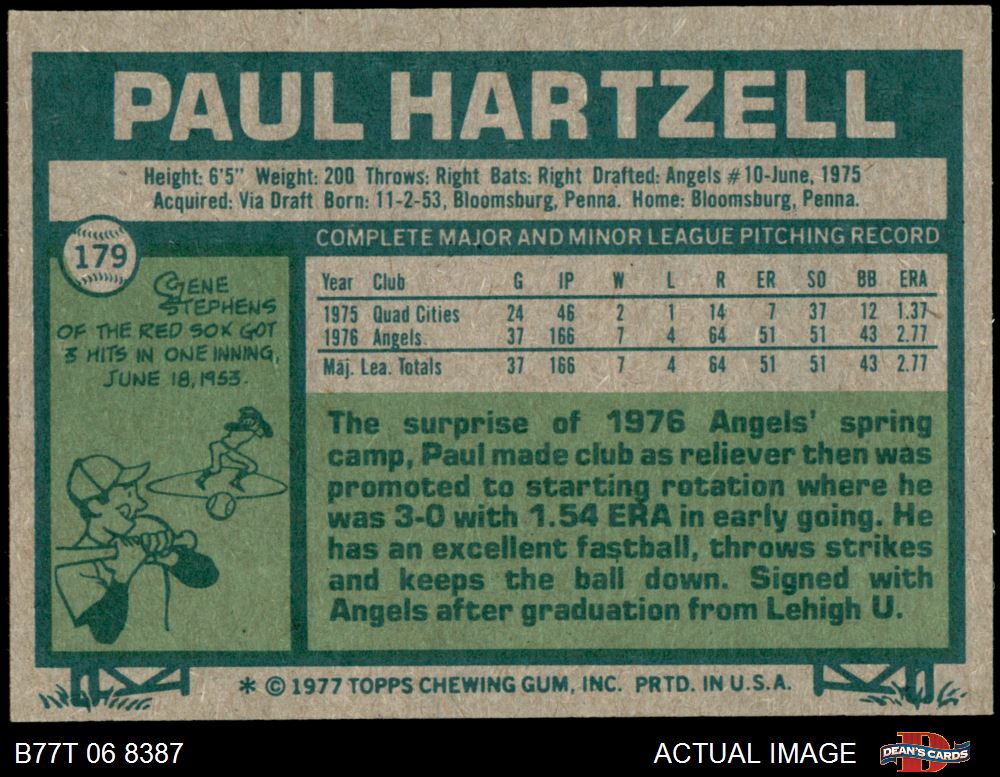 PAUL HARTZELL
Height: 6'5" Weight: 200 Throws: Right Bats: Right Drafted: Angels #10-June, 1975
Acquired: Via Draft Born: 11-2-53, Bloomsburg, Penna. Home: Bloomsburg, Penna.
179
COMPLETE MAJOR AND MINOR LEAGUE PITCHING RECORD
Year Club G IP W L R ER SO BB ERA
1975 Quad Cities 24 46 2 1 14 7 37 12 1.37
1976 Angels 37 166 7 4 64 51 51 43 2.77
Maj. Lea. Totals 37 166 7 4 64 51 51 43 2.77
GENE
STEPHENS
OF THE RED SOX GOT
3 HITS IN ONE INNING,
JUNE 18, 1953.
The surprise of 1976 Angels' spring
camp, Paul made club as reliever then was
promoted to starting rotation where he
was 3-0 with 1.54 ERA in early going. He
has an excellent fastball, throws strikes
and keeps the ball down. Signed with
Angels after graduation from Lehigh U.
* © 1977 TOPPS CHEWING GUM, INC. PRTD. IN U.S.A.
B77T 06 8387
ACTUAL IMAGE
D
DEAN'S CARDS